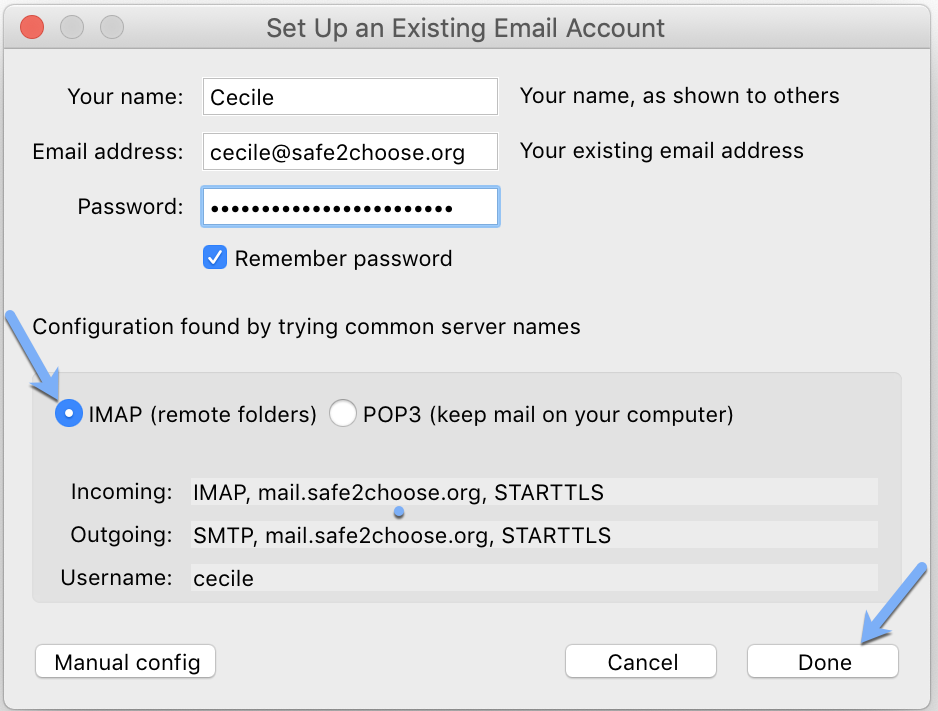 Set Up an Existing Email Account
Your name: Cecile Your name, as shown to others
Email address: cecile@safe2choose.org Your existing email address
Password: ••••••••••••••••••••••••
Remember password
Configuration found by trying common server names
IMAP (remote folders) POP3 (keep mail on your computer)
Incoming: IMAP, mail.safe2choose.org, STARTTLS
Outgoing: SMTP, mail.safe2choose.org, STARTTLS
Username: cecile
Manual config Cancel Done